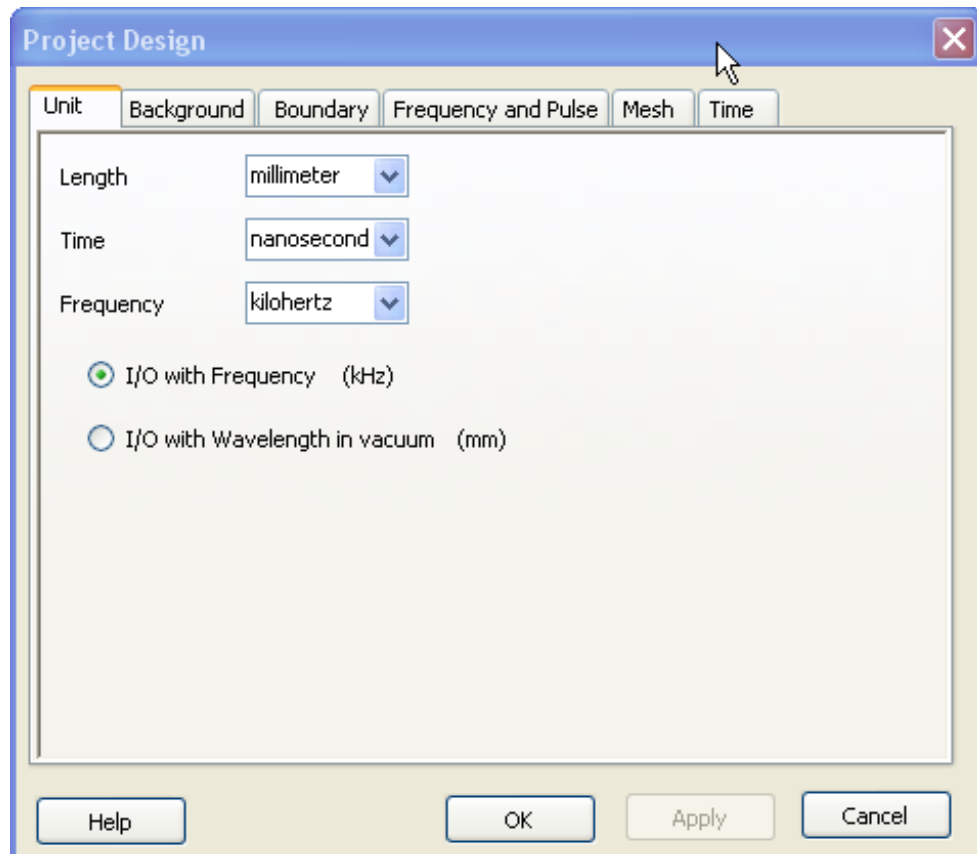 Project Design
Unit Background Boundary Frequency and Pulse Mesh Time
Length millimeter
Time nanosecond
Frequency kilohertz
I/O with Frequency (kHz)
I/O with Wavelength in vacuum (mm)
Help OK Apply Cancel